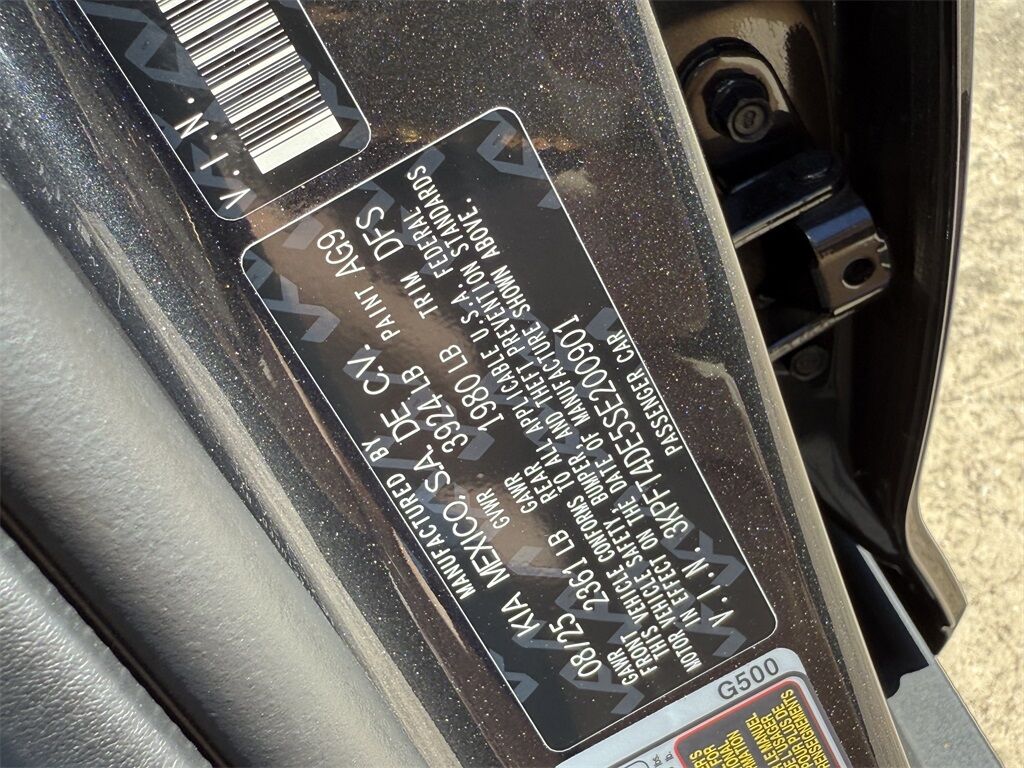 V.I.N.
MANUFACTURED BY
KIA MEXICO, S.A. DE C.V. PAINT AG9
08/25 GVWR 3924 LB TRIM DFS
GAWR GAWR
FRONT 2361 LB REAR 1980 LB
THIS VEHICLE CONFORMS TO ALL APPLICABLE U.S.A. FEDERAL
MOTOR VEHICLE SAFETY, BUMPER AND THEFT PREVENTION STANDARDS
IN EFFECT ON THE DATE OF MANUFACTURE SHOWN ABOVE.
V.I.N. 3KPFT4DE5SE200901
PASSENGER CAR
G500